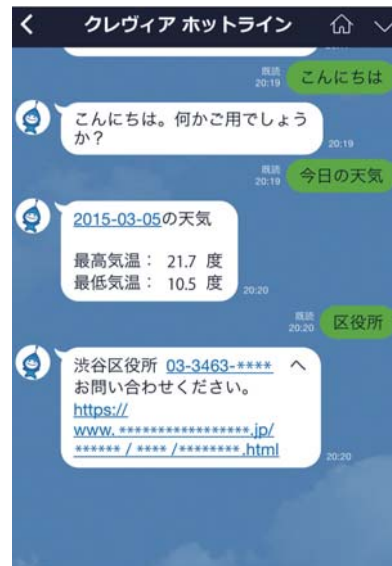 クレヴィア ホットライン
既読
20:19
こんにちは
こんにちは。何かご用でしょう
か？
20:19
既読
20:19
今日の天気
2015-03-05の天気
最高気温： 21.7 度
最低気温： 10.5 度
20:20
既読
20:20
区役所
渋谷区役所 03-3463-**** へ
お問い合わせください。
https://
www. *****************.jp/
****** / **** /********.html
20:20